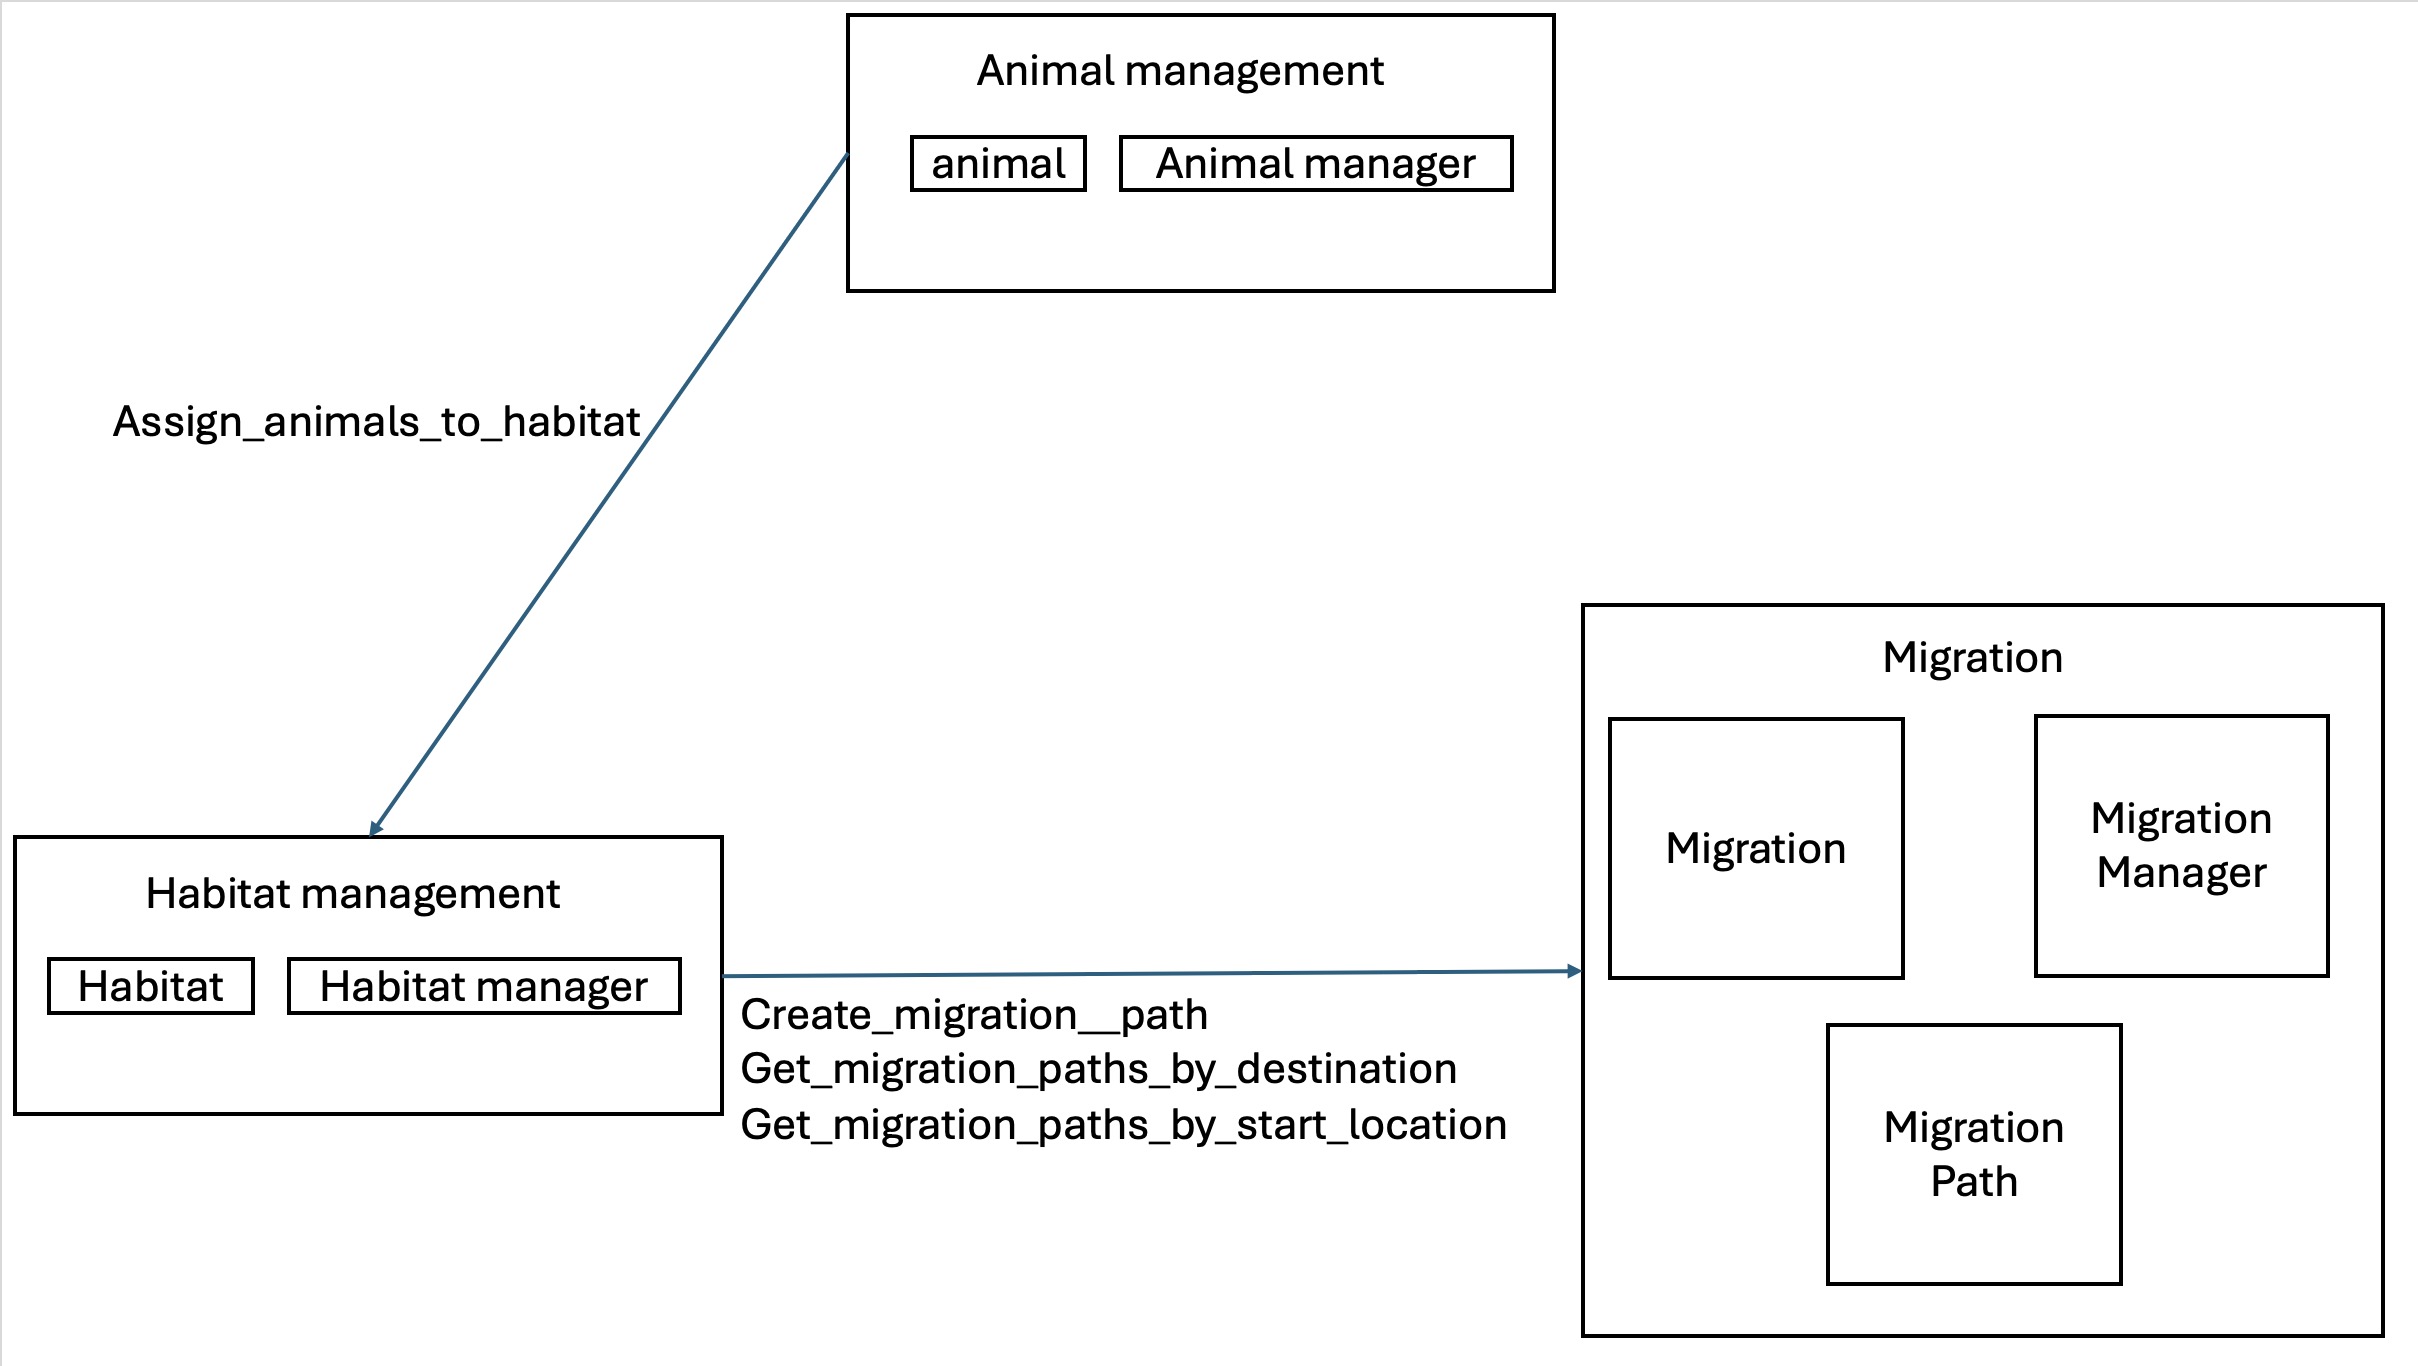 Animal management
animal
Animal manager
Assign_animals_to_habitat
Habitat management
Habitat
Habitat manager
Create_migration__path
Get_migration_paths_by_destination
Get_migration_paths_by_start_location
Migration
Migration
Migration
Manager
Migration
Path